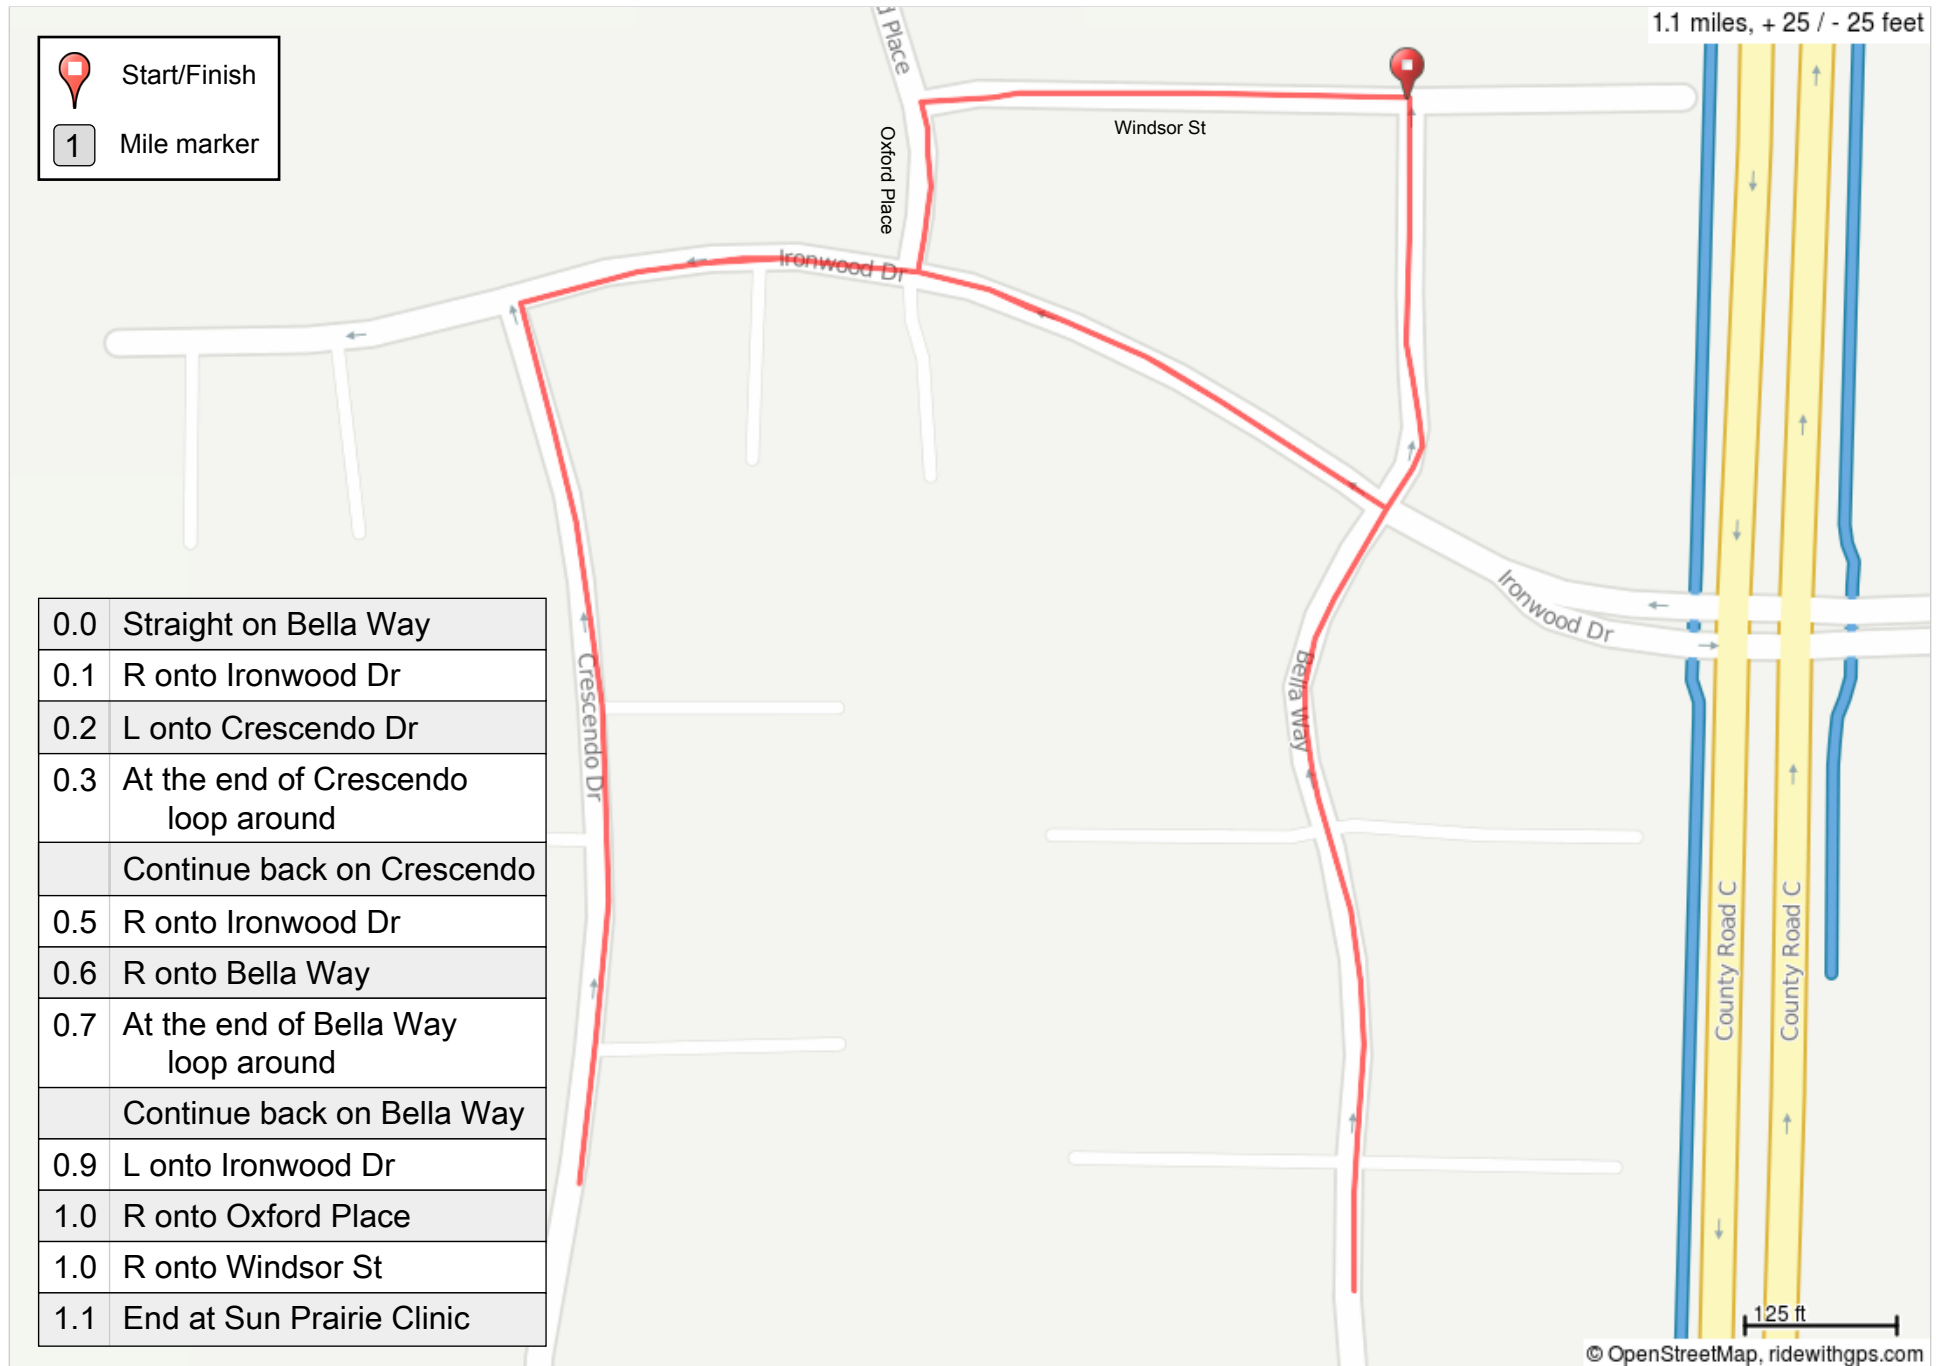 d Place
1.1 miles, + 25 / - 25 feet
Start/Finish
1 Mile marker
Oxford Place
Windsor St
Ironwood Dr
Ironwood Dr
Crescendo Dr
Bella Way
County Road C
County Road C
0.0 Straight on Bella Way
0.1 R onto Ironwood Dr
0.2 L onto Crescendo Dr
0.3 At the end of Crescendo
loop around
Continue back on Crescendo
0.5 R onto Ironwood Dr
0.6 R onto Bella Way
0.7 At the end of Bella Way
loop around
Continue back on Bella Way
0.9 L onto Ironwood Dr
1.0 R onto Oxford Place
1.0 R onto Windsor St
1.1 End at Sun Prairie Clinic
125 ft
© OpenStreetMap, ridewithgps.com